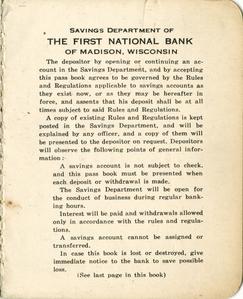 SAVINGS DEPARTMENT OF
THE FIRST NATIONAL BANK
OF MADISON, WISCONSIN
The depositor by opening or continuing an ac-
count in the Savings Department, and by accepting
this pass book agrees to be governed by the Rules
and Regulations applicable to savings accounts as
they exist now, or as they may be hereafter in
force, and assents that his deposit shall be at all
times subject to said Rules and Regulations.
A copy of existing Rules and Regulations is kept
posted in the Savings Department, and will be
explained by any officer, and a copy of them will
be presented to the depositor on request. Depositors
will observe the following points of general infor-
mation:-
A savings account is not subject to check,
and this pass book must be presented when
each deposit or withdrawal is made.
The Savings Department will be open for
the conduct of business during regular bank-
ing hours.
Interest will be paid and withdrawals allowed
only in accordance with the rules and regula-
tions.
A savings account cannot be assigned or
transferred.
In case this book is lost or destroyed, give
immediate notice to the bank to save possible
loss.
(See last page in this book)